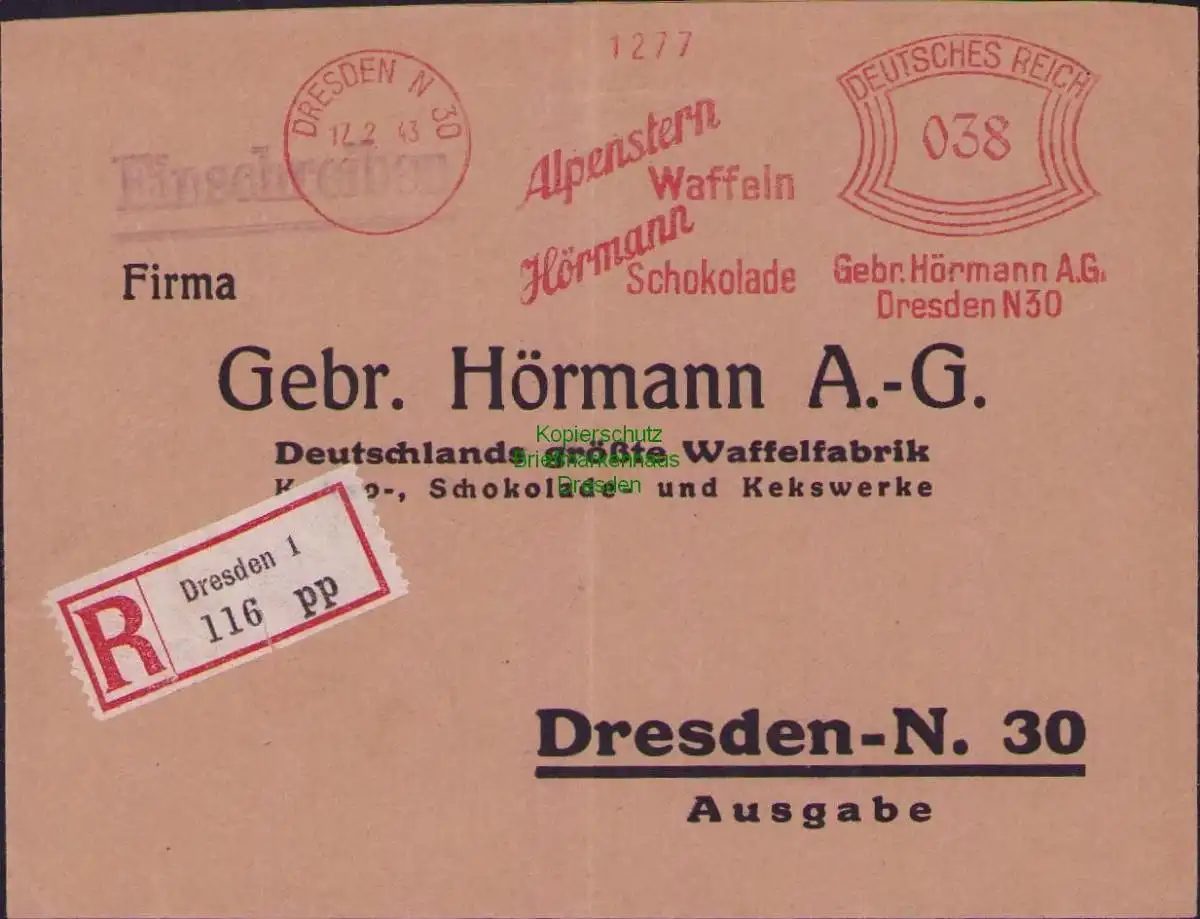 1277
DRESDEN N 30
17.2 43
Einschreiben
Alpenstern
Waffeln
Hörmann
Schokolade
DEUTSCHES REICH
038
Gebr. Hörmann A.G.
Dresden N30
Firma
Gebr. Hörmann A.-G.
Deutschlands größte Waffelfabrik
Schokolade- und Kekswerke
Kopierschutz
Briefmarkenhaus
Dresden
R
Dresden 1
116 pp
Dresden-N. 30
Ausgabe